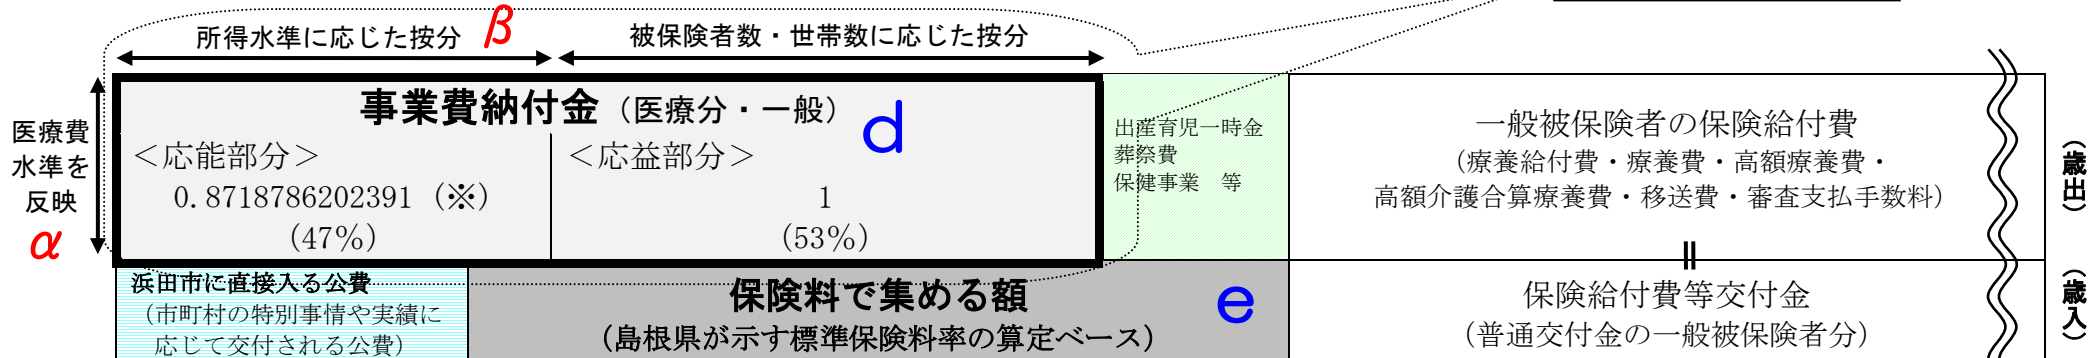 所得水準に応じた按分 β
被保険者数・世帯数に応じた按分
医療費
水準を
反映
α
事業費納付金（医療分・一般） d
＜応能部分＞
0.8718786202391（※）
(47%)
＜応益部分＞
1
(53%)
出産育児一時金
葬祭費
保健事業　等
一般被保険者の保険給付費
（療養給付費・療養費・高額療養費・
高額介護合算療養費・移送費・審査支払手数料）
（歳出）
浜田市に直接入る公費
（市町村の特別事情や実績に
応じて交付される公費）
保険料で集める額 e
（島根県が示す標準保険料率の算定ベース）
＝
保険給付費等交付金
（普通交付金の一般被保険者分）
（歳入）